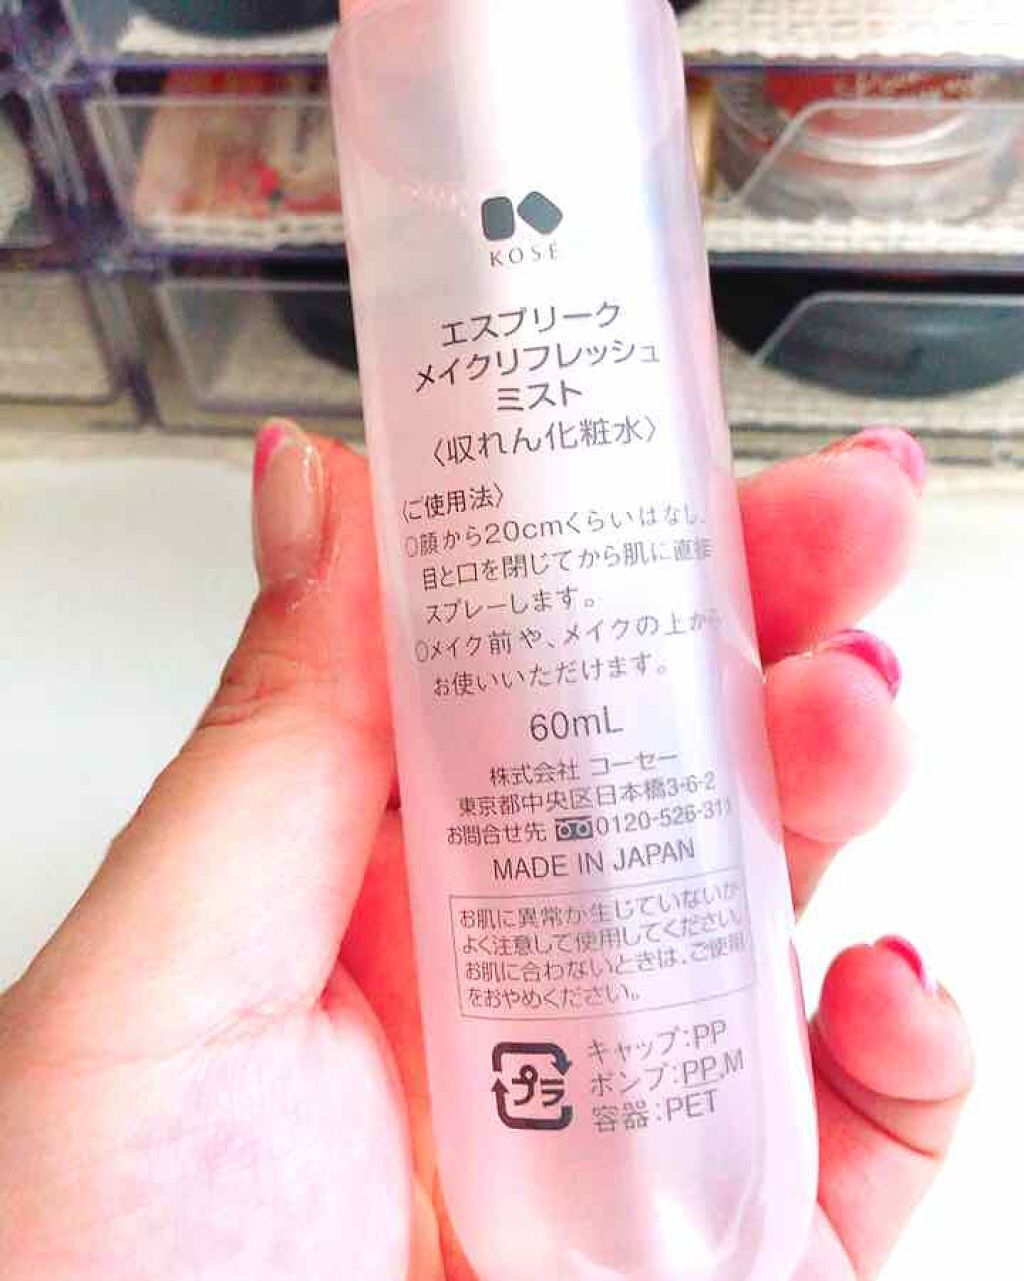 KOSÉ
エスプリーク
メイクリフレッシュ
ミスト
〈収れん化粧水〉
〈ご使用法〉
○顔から20cmくらいはなし、
目と口を閉じてから肌に直接
スプレーします。
○メイク前や、メイクの上から
お使いいただけます。
60mL
株式会社 コーセー
東京都中央区日本橋3-6-2
お問合せ先 0120-526-311
MADE IN JAPAN
お肌に異常が生じていないか
よく注意して使用してください。
お肌に合わないときは、ご使用
をおやめください。
プラ
キャップ:PP
ポンプ:PP,M
容器:PET